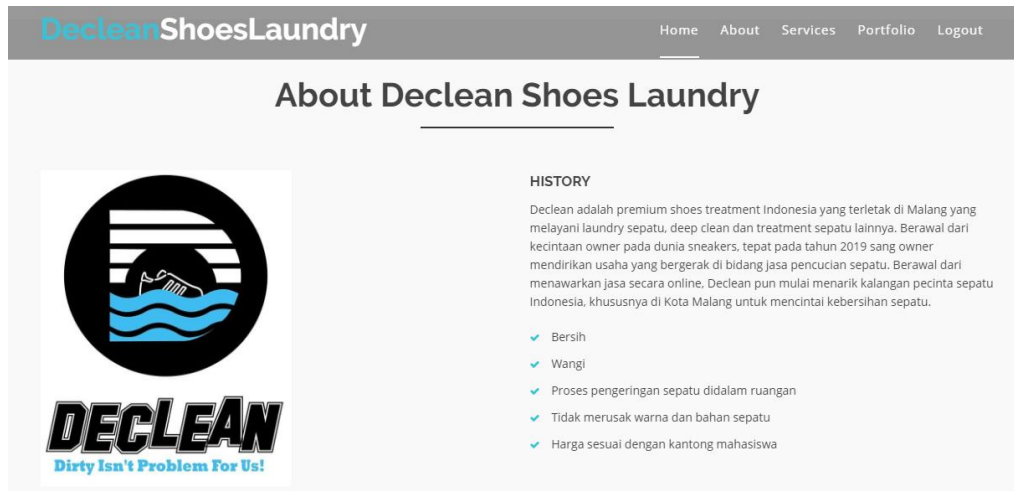 DecleanShoesLaundry
Home About Services Portfolio Logout
About Declean Shoes Laundry
DECLEAN
Dirty Isn't Problem For Us!
HISTORY
Declean adalah premium shoes treatment Indonesia yang terletak di Malang yang
melayani laundry sepatu, deep clean dan treatment sepatu lainnya. Berawal dari
kecintaan owner pada dunia sneakers, tepat pada tahun 2019 sang owner
mendirikan usaha yang bergerak di bidang jasa pencucian sepatu. Berawal dari
menawarkan jasa secara online, Declean pun mulai menarik kalangan pecinta sepatu
Indonesia, khususnya di Kota Malang untuk mencintai kebersihan sepatu.
Bersih
Wangi
Proses pengeringan sepatu didalam ruangan
Tidak merusak warna dan bahan sepatu
Harga sesuai dengan kantong mahasiswa